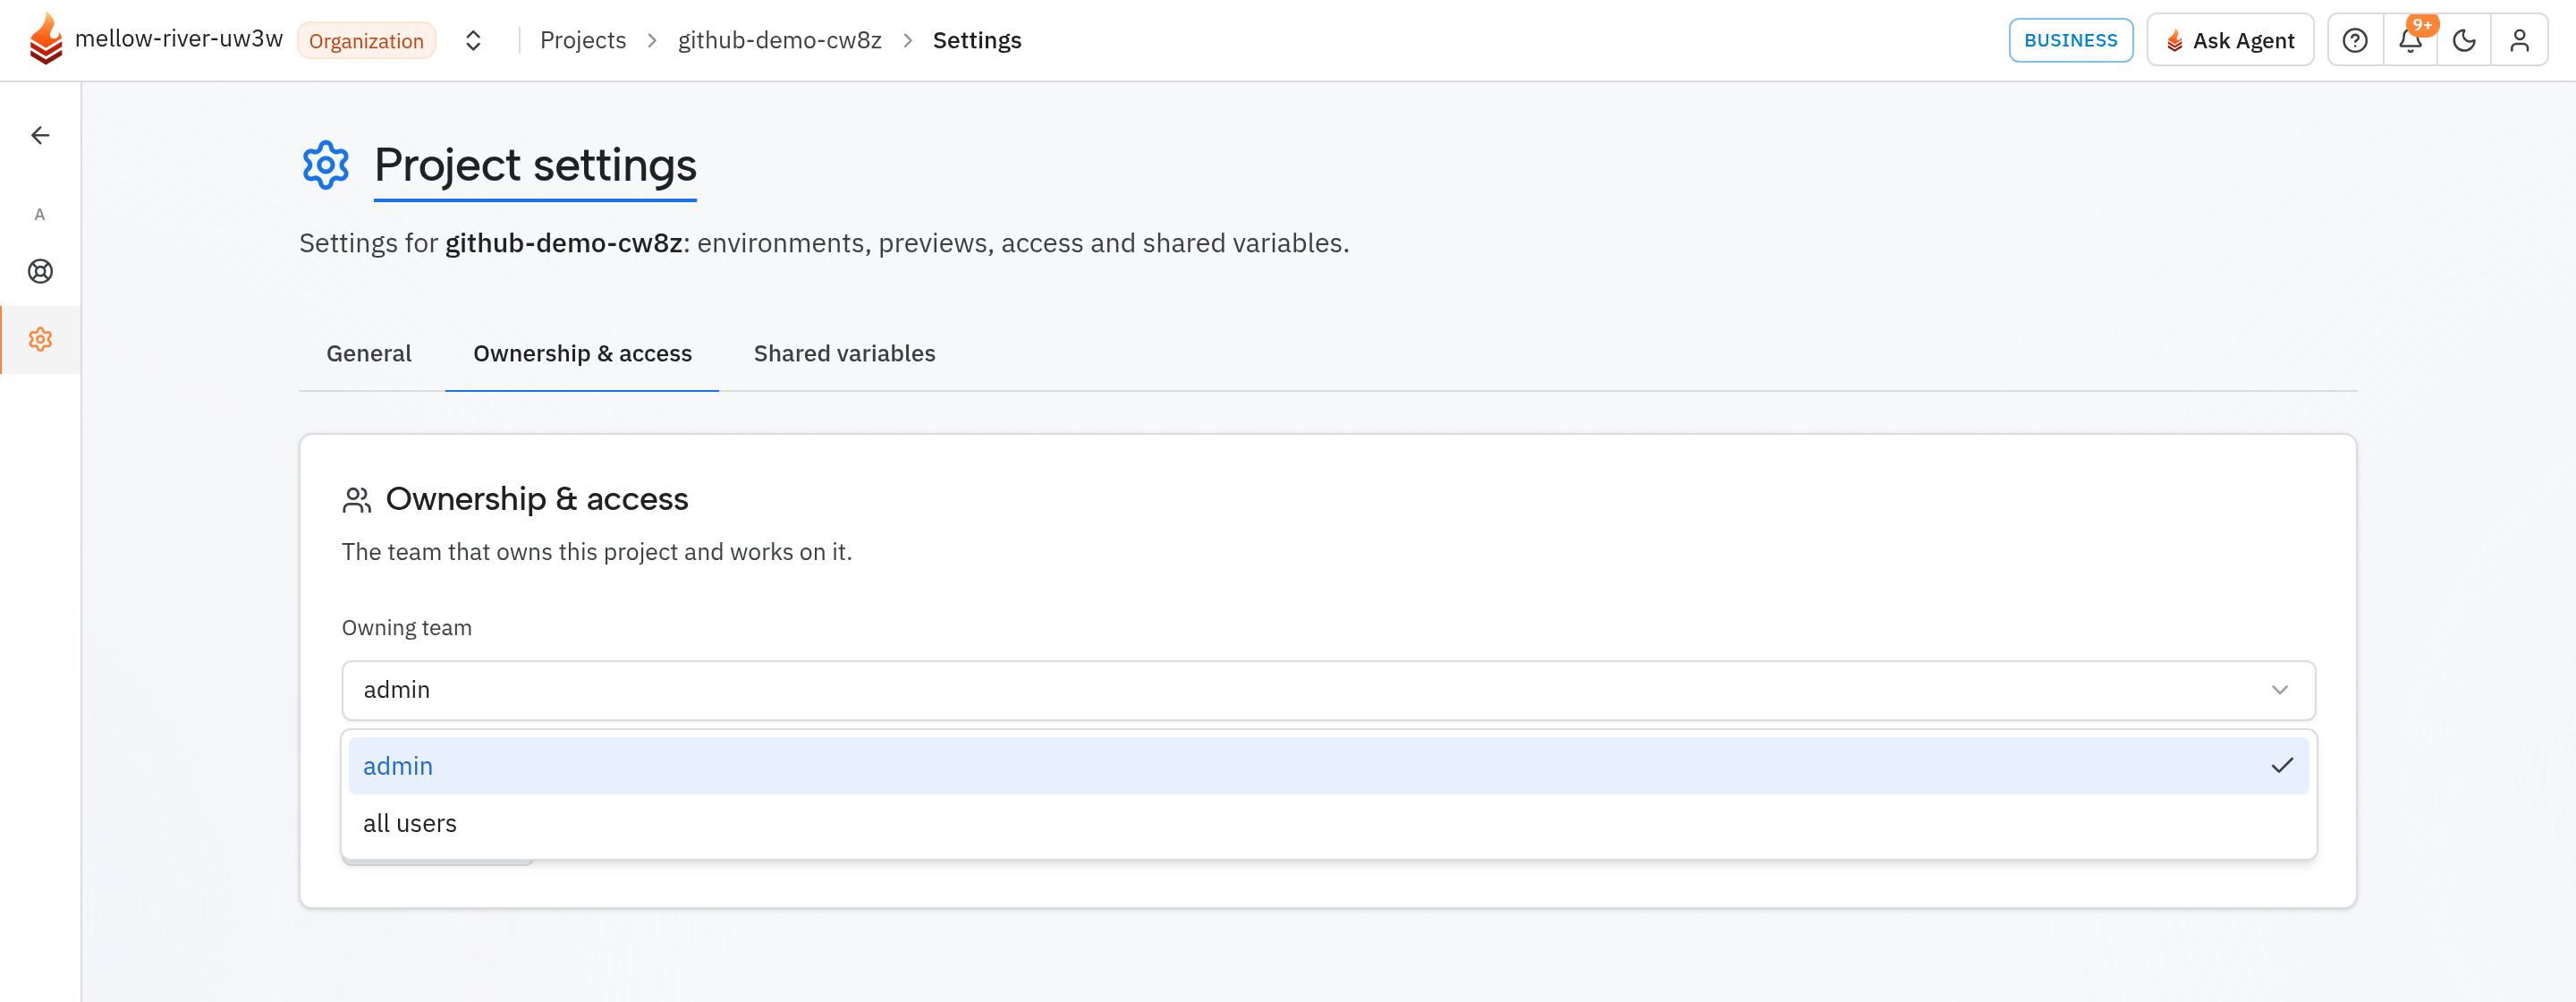 mellow-river-uw3w Organization Projects github-demo-cw8z Settings BUSINESS Ask Agent 9+
A
Project settings
Settings for github-demo-cw8z: environments, previews, access and shared variables.
General Ownership & access Shared variables
Ownership & access
The team that owns this project and works on it.
Owning team
admin
admin
all users